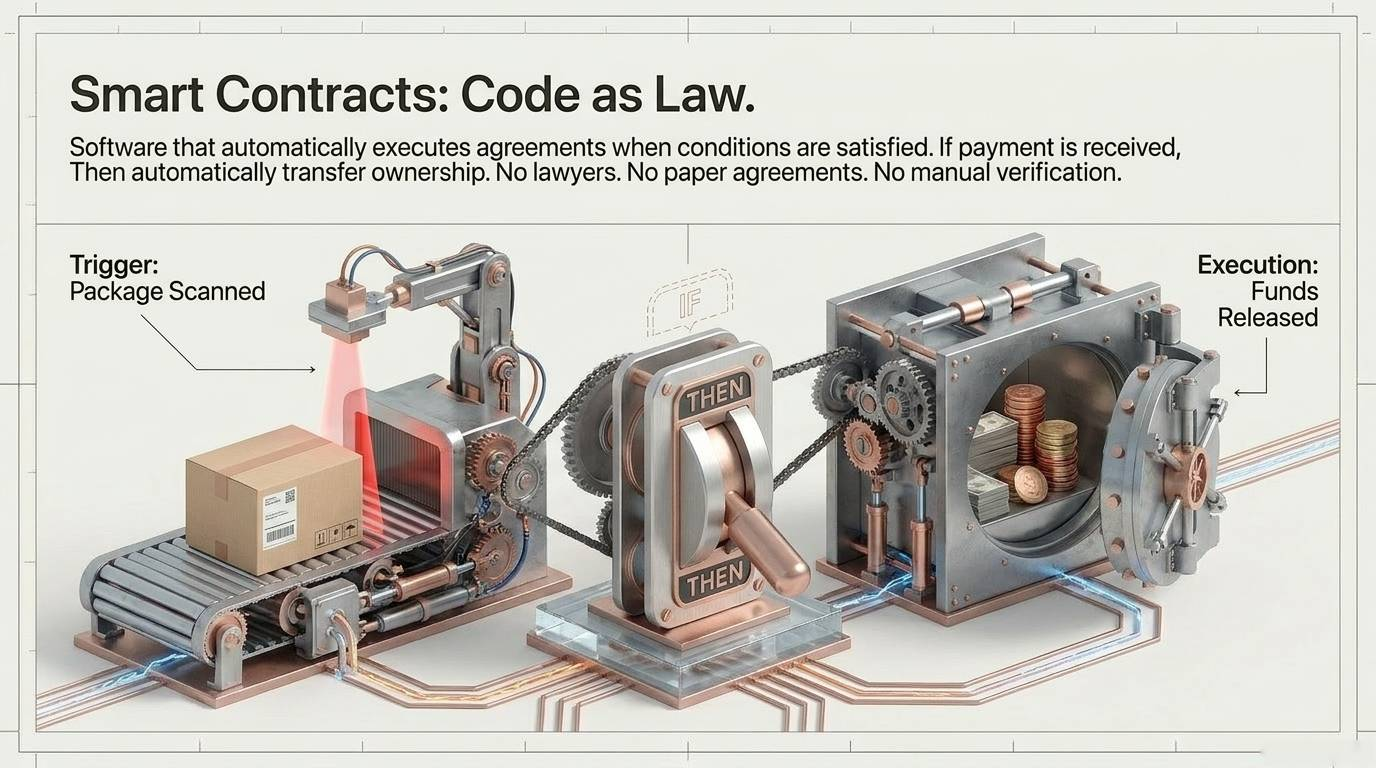 Smart Contracts: Code as Law.
Software that automatically executes agreements when conditions are satisfied. If payment is received,
Then automatically transfer ownership. No lawyers. No paper agreements. No manual verification.
Trigger:
Package Scanned
IF
THEN
THEN
Execution:
Funds
Released